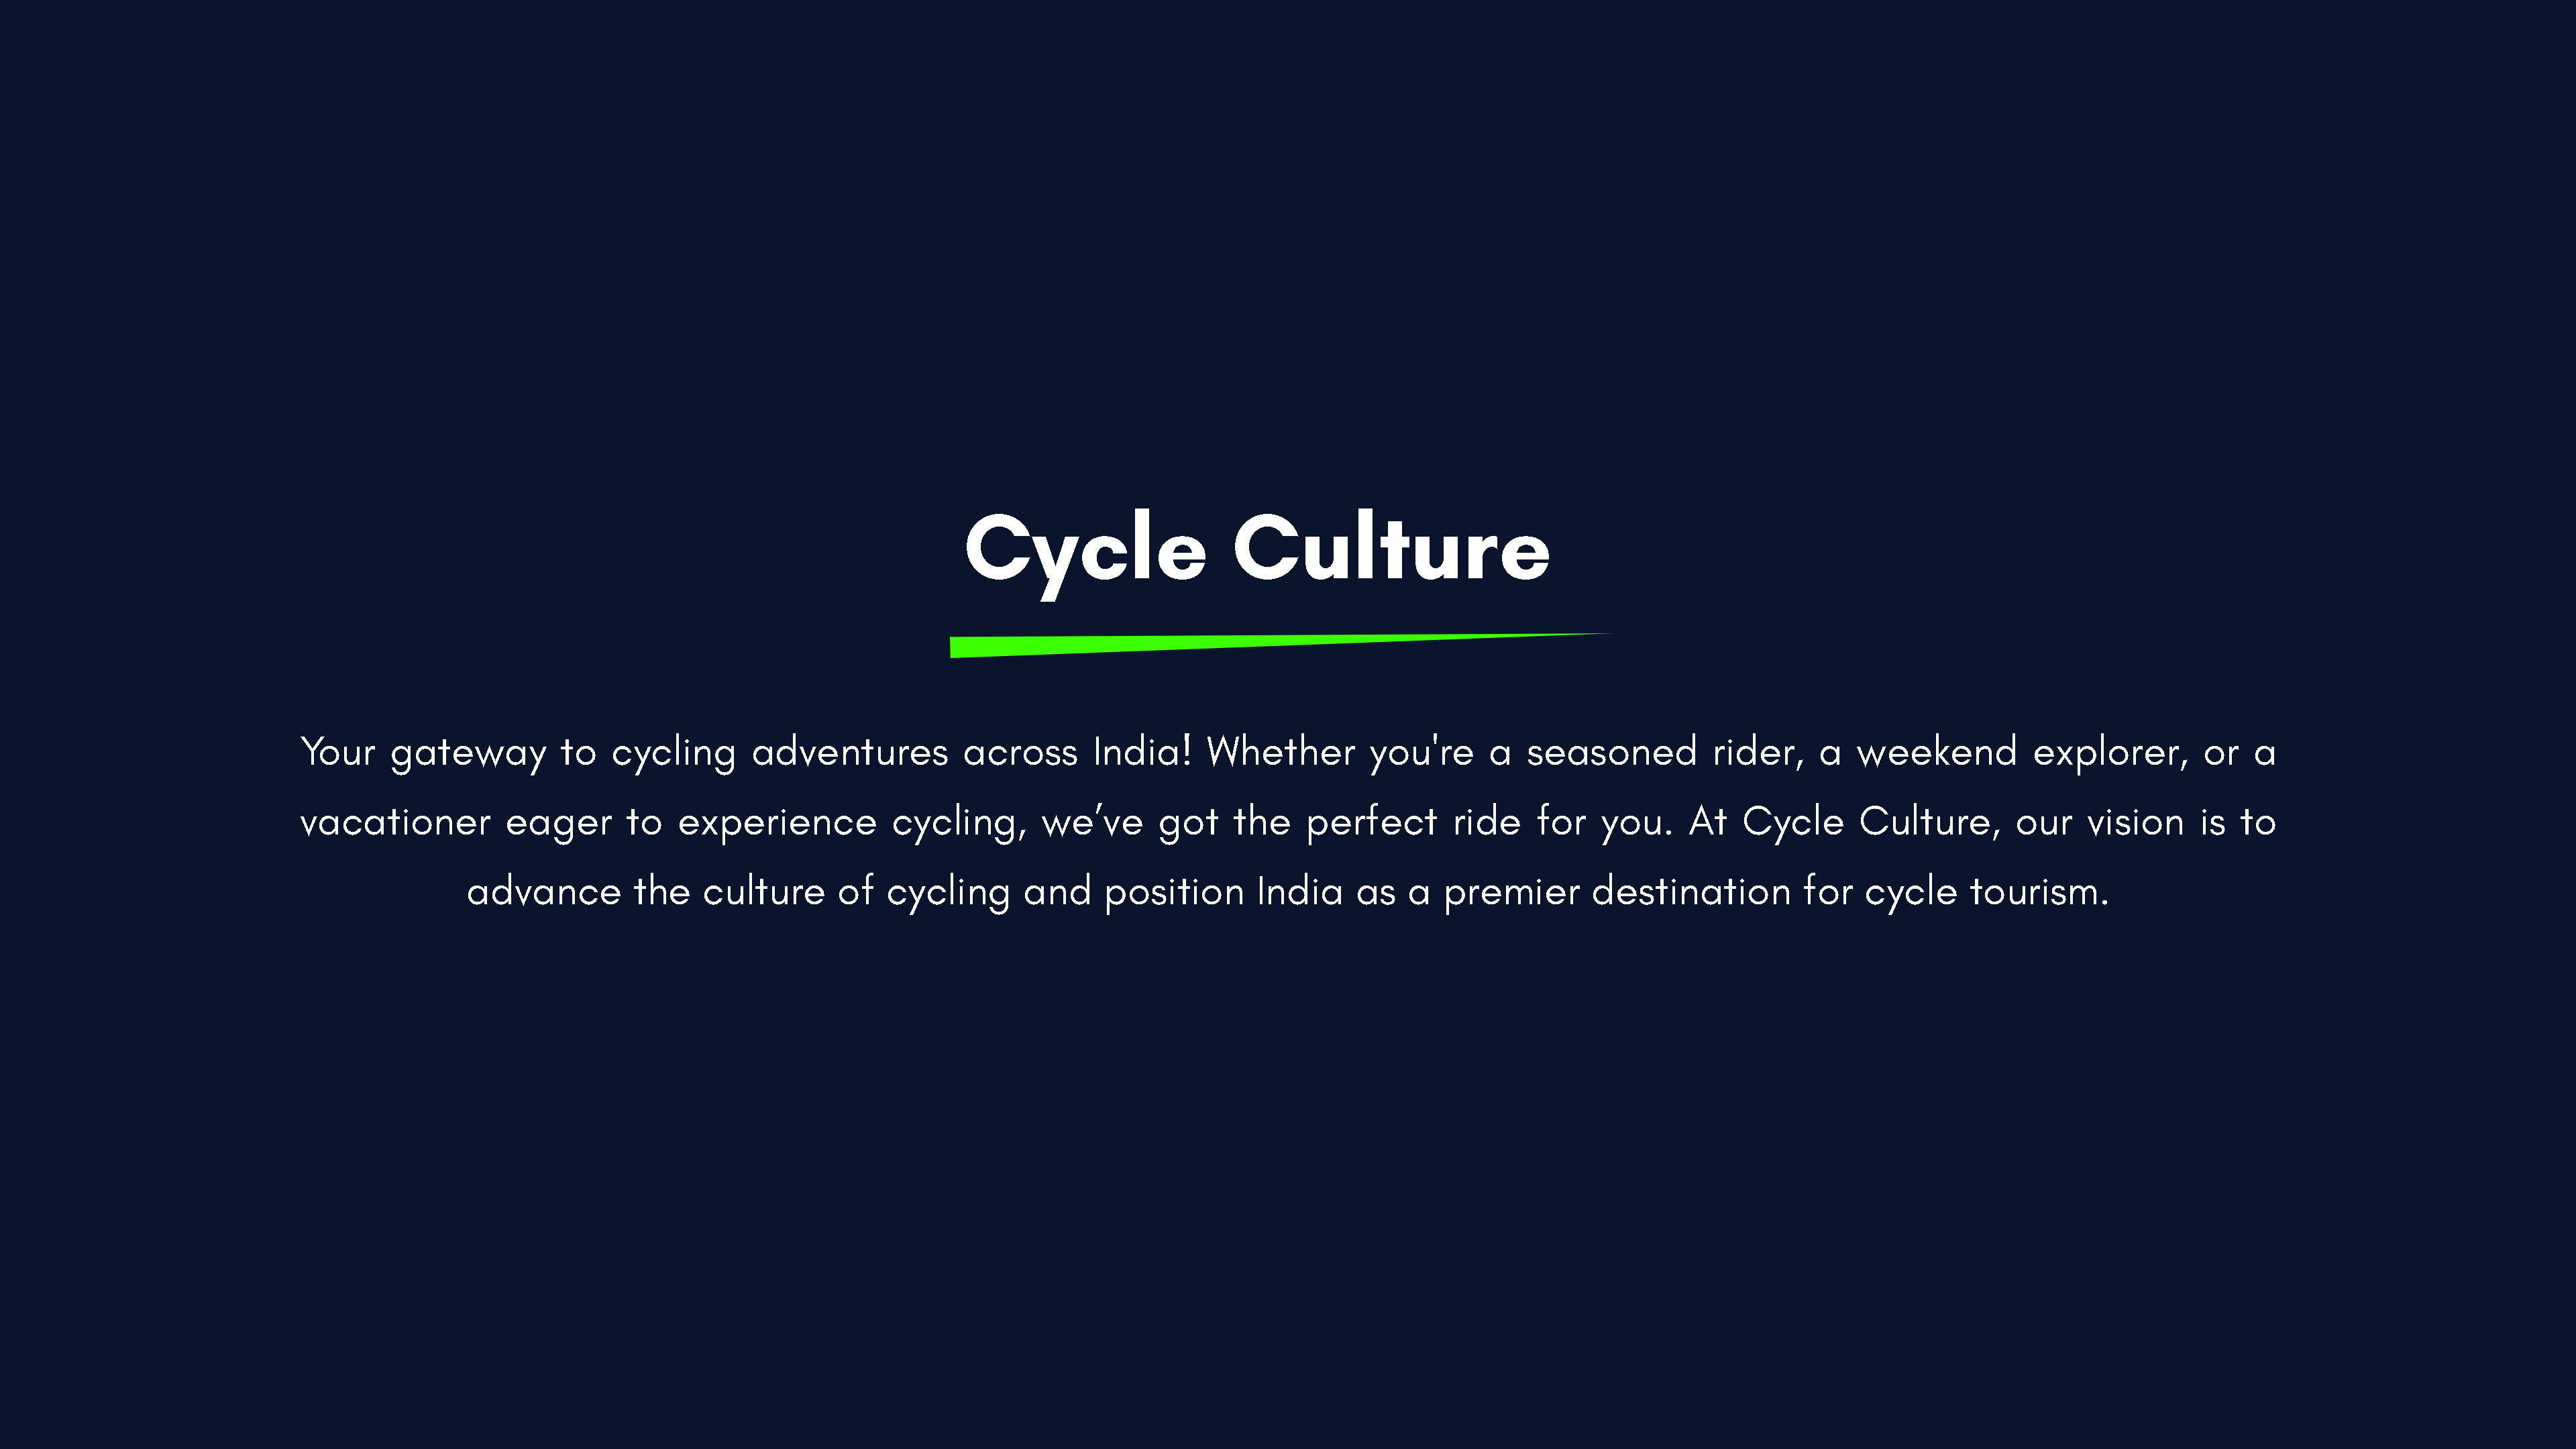 Cycle Culture
Your gateway to cycling adventures across India! Whether you're a seasoned rider, a weekend explorer, or a
vacationer eager to experience cycling, we’ve got the perfect ride for you. At Cycle Culture, our vision is to
advance the culture of cycling and position India as a premier destination for cycle tourism.